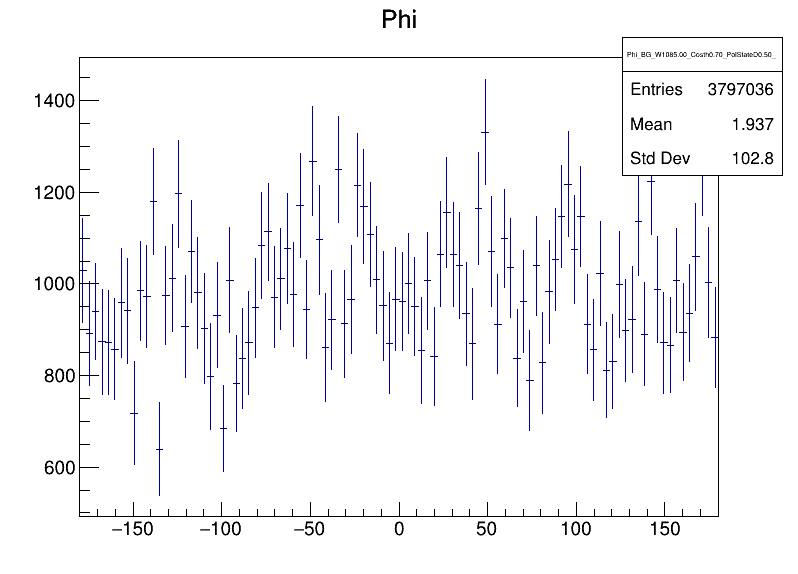 Phi
Phi_BG_W1085.00_Costh0.70_PolStateD0.50_
Entries 3797036
Mean 1.937
Std Dev 102.8
1400
1200
1000
800
600
−150 −100 −50 0 50 100 150